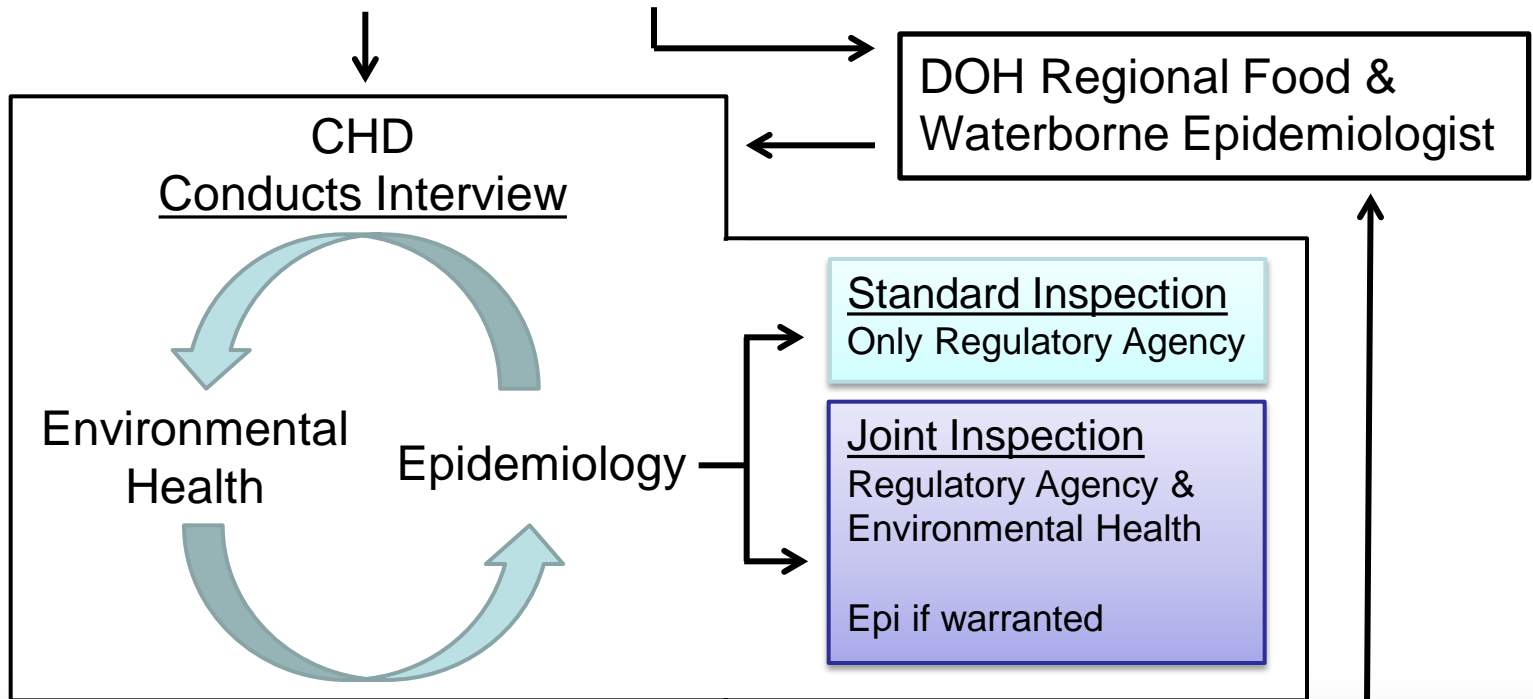 DOH Regional Food &
Waterborne Epidemiologist
CHD
Conducts Interview
Environmental
Health
Epidemiology
Standard Inspection
Only Regulatory Agency
Joint Inspection
Regulatory Agency &
Environmental Health
Epi if warranted